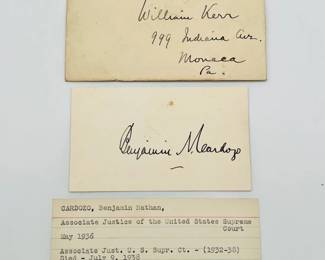 William Kerr
999 Indiana Ave.
Monaca
Pa.
Benjamin N Cardozo
CARDOZO, Benjamin Nathan,
Associate Justice of the United States Supreme
Court
May 1936
Associate Just. U. S. Supr. Ct. - (1932-38)
Died - July 9, 1938